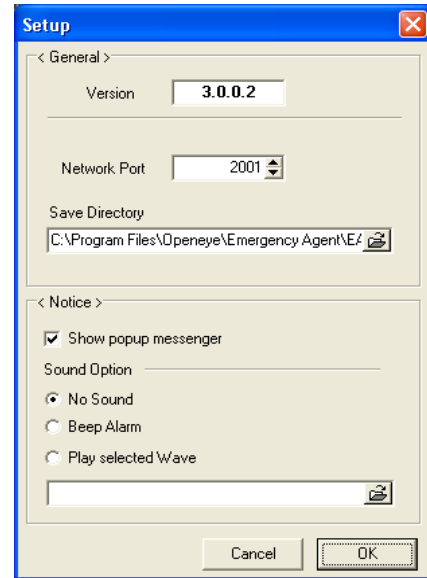 Setup
< General >
Version 3.0.0.2
Network Port 2001
Save Directory
C:\Program Files\Openeye\Emergency Agent\EA
< Notice >
Show popup messenger
Sound Option
No Sound
Beep Alarm
Play selected Wave
Cancel OK